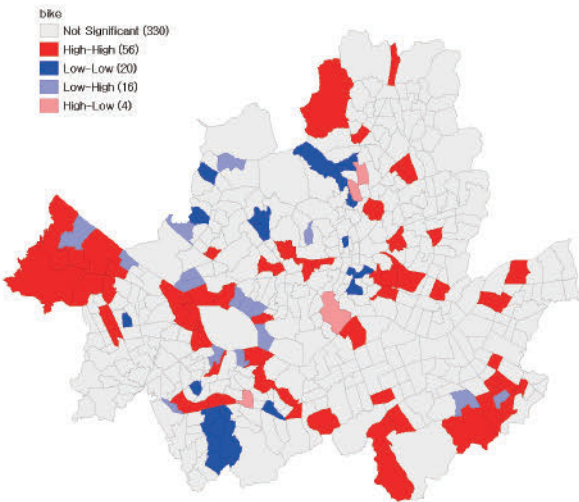 bike
Not Significant (330)
High-High (56)
Low-Low (20)
Low-High (16)
High-Low (4)